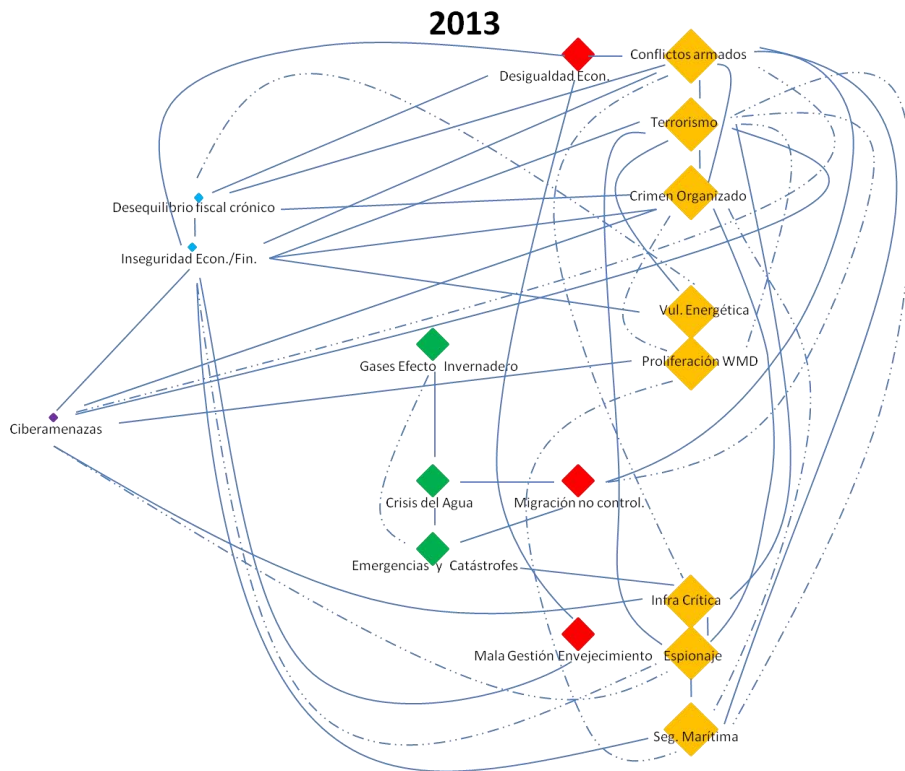 2013
Conflictos armados
Desigualdad Econ.
Terrorismo
Crimen Organizado
Desequilibrio fiscal crónico
Inseguridad Econ./Fin.
Vul. Energética
Gases Efecto Invernadero
Proliferación WMD
Ciberamenazas
Crisis del Agua
Migración no control.
Emergencias y Catástrofes
Infra Crítica
Mala Gestión Envejecimiento
Espionaje
Seg. Marítima